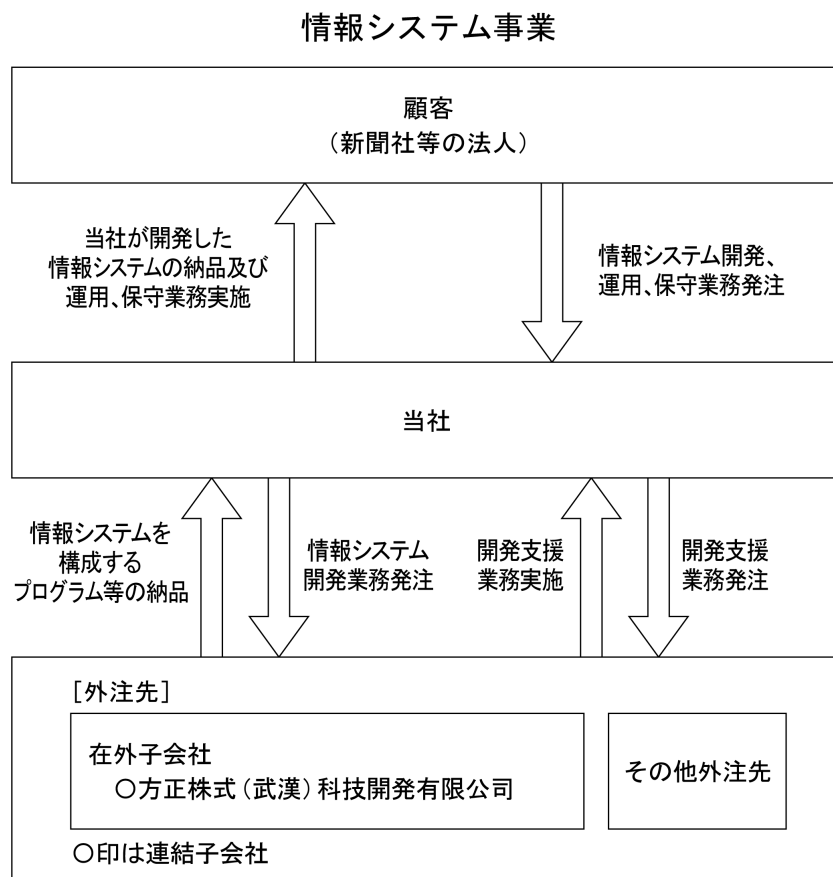 情報システム事業
顧客
（新聞社等の法人）
当社が開発した
情報システムの納品及び
運用、保守業務実施
情報システム開発、
運用、保守業務発注
当社
情報システムを
構成する
プログラム等の納品
情報システム
開発業務発注
開発支援
業務実施
開発支援
業務発注
［外注先］
在外子会社
〇方正株式（武漢）科技開発有限公司
その他外注先
〇印は連結子会社